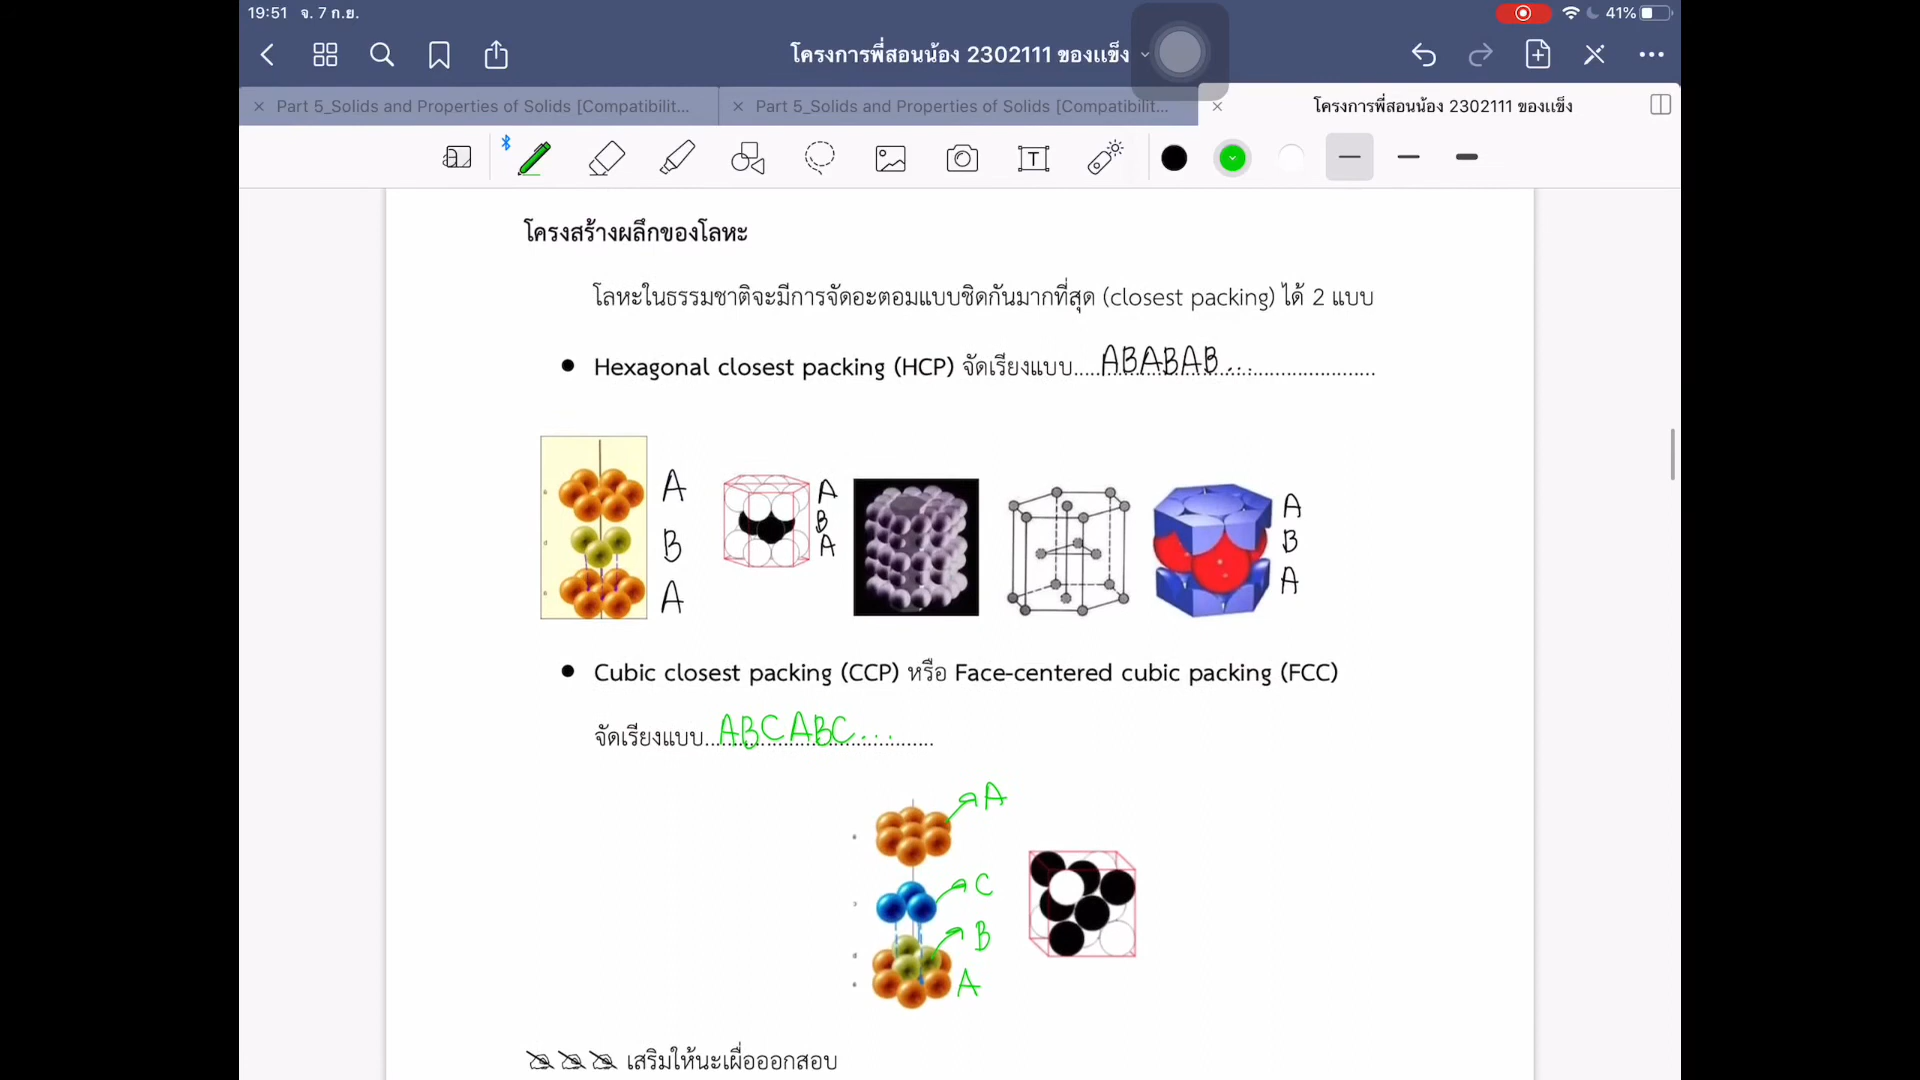 19:51 จ. 7 ก.ย.
41%
โครงการพี่สอนน้อง 2302111 ของแข็ง
Part 5_Solids and Properties of Solids [Compatibilit...
Part 5_Solids and Properties of Solids [Compatibilit...
โครงการพี่สอนน้อง 2302111 ของแข็ง
โครงสร้างผลึกของโลหะ
โลหะในธรรมชาติจะมีการจัดอะตอมแบบชิดกันมากที่สุด (closest packing) ได้ 2 แบบ
● Hexagonal closest packing (HCP) จัดเรียงแบบ.....ABABAB...
A
B
A
A
B
A
A
B
A
● Cubic closest packing (CCP) หรือ Face-centered cubic packing (FCC)
จัดเรียงแบบ..ABCABC...
A
C
B
A
เสริมให้นะเผื่อออกสอบ